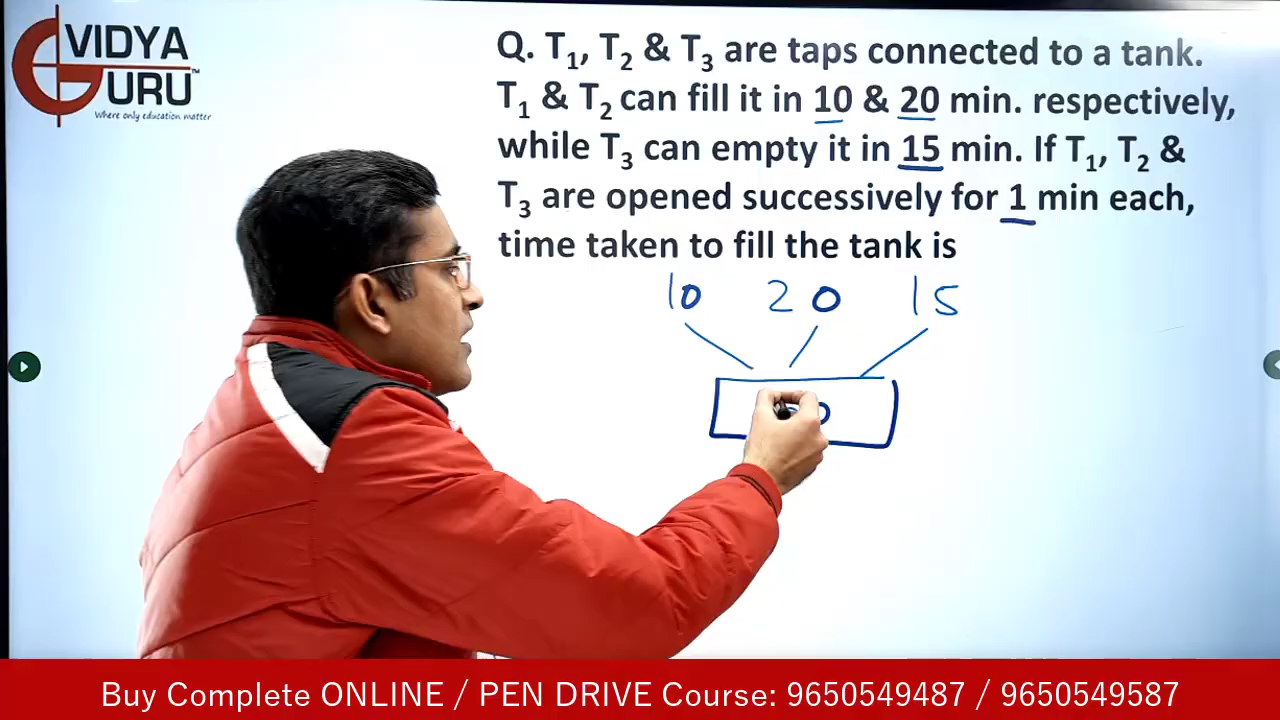 VIDYA
GURU™
Where only education matter
Q. T₁, T₂ & T₃ are taps connected to a tank.
T₁ & T₂ can fill it in 10 & 20 min. respectively,
while T₃ can empty it in 15 min. If T₁, T₂ &
T₃ are opened successively for 1 min each,
time taken to fill the tank is
10 20 15
Buy Complete ONLINE / PEN DRIVE Course: 9650549487 / 9650549587